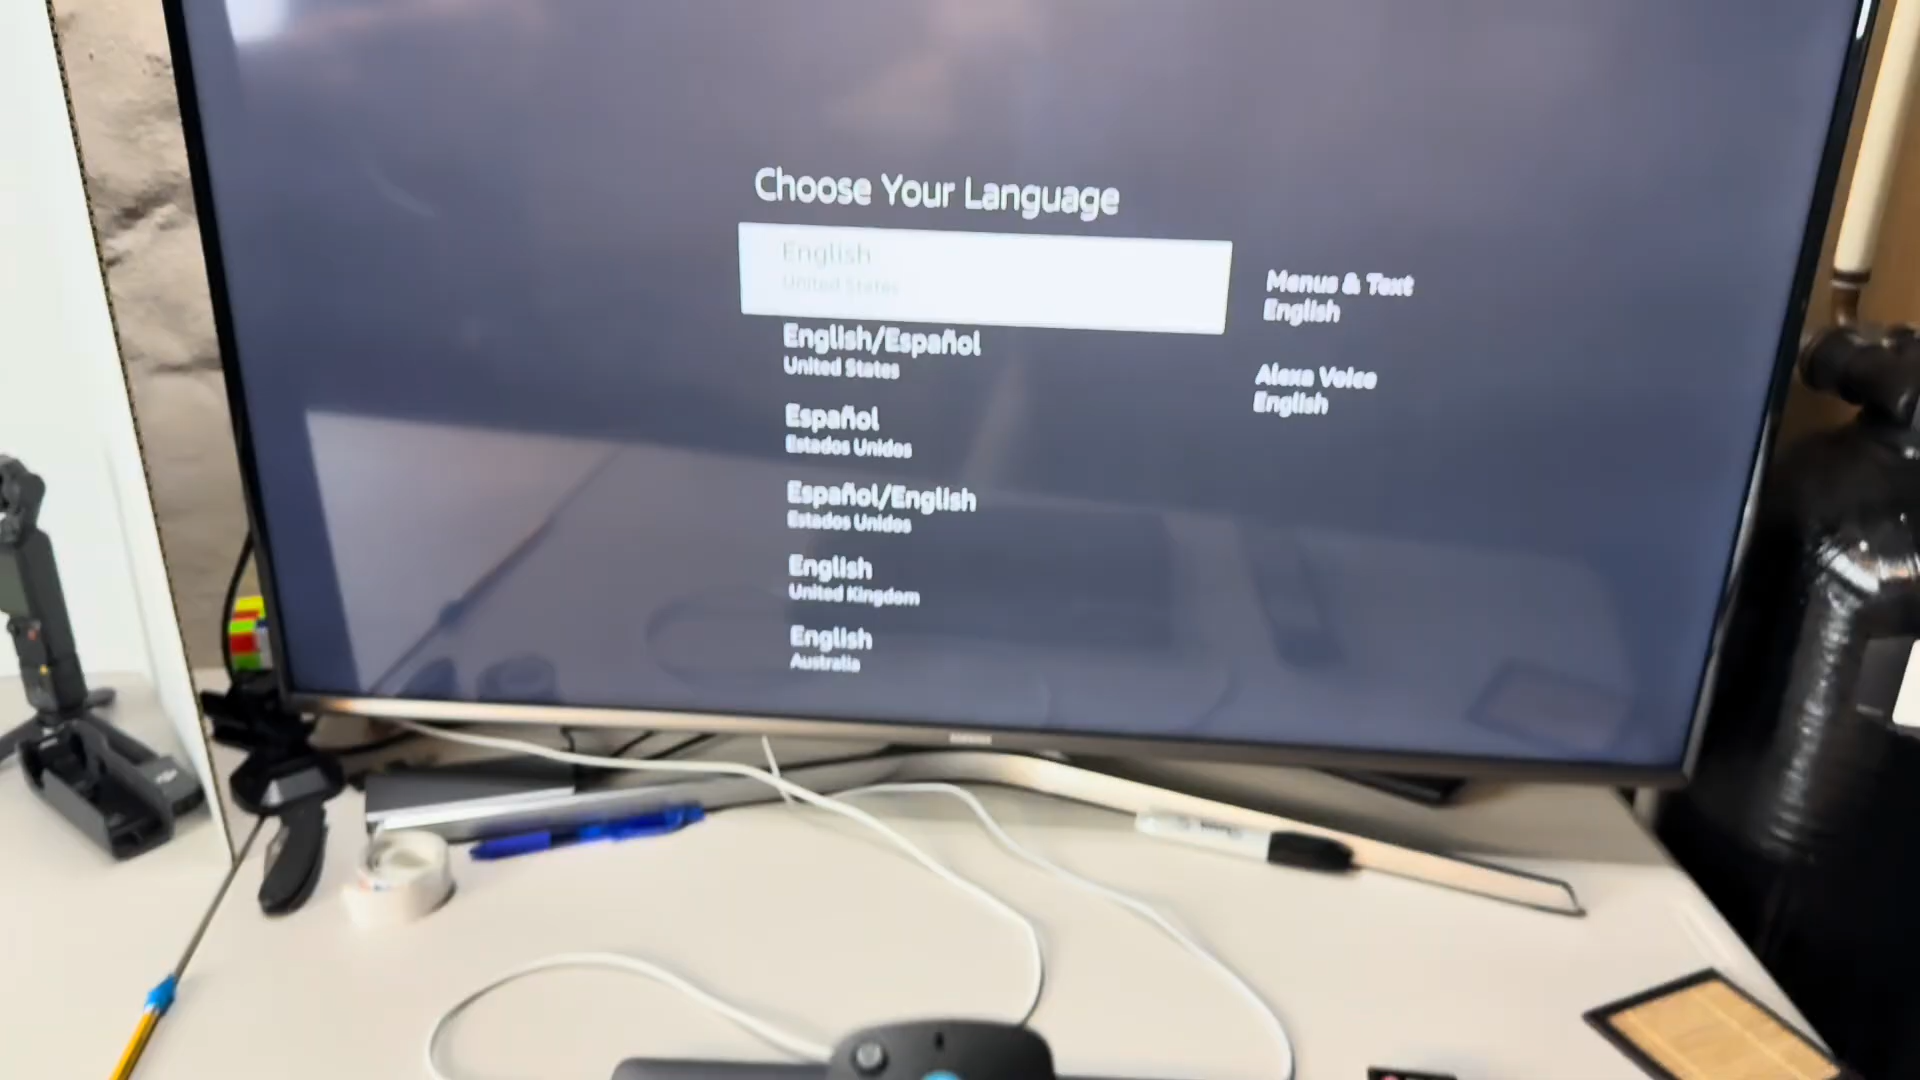 Choose Your Language
English
United States
English/Español
United States
Español
Estados Unidos
Español/English
Estados Unidos
English
United Kingdom
English
Australia
Menus & Text
English
Alexa Voice
English